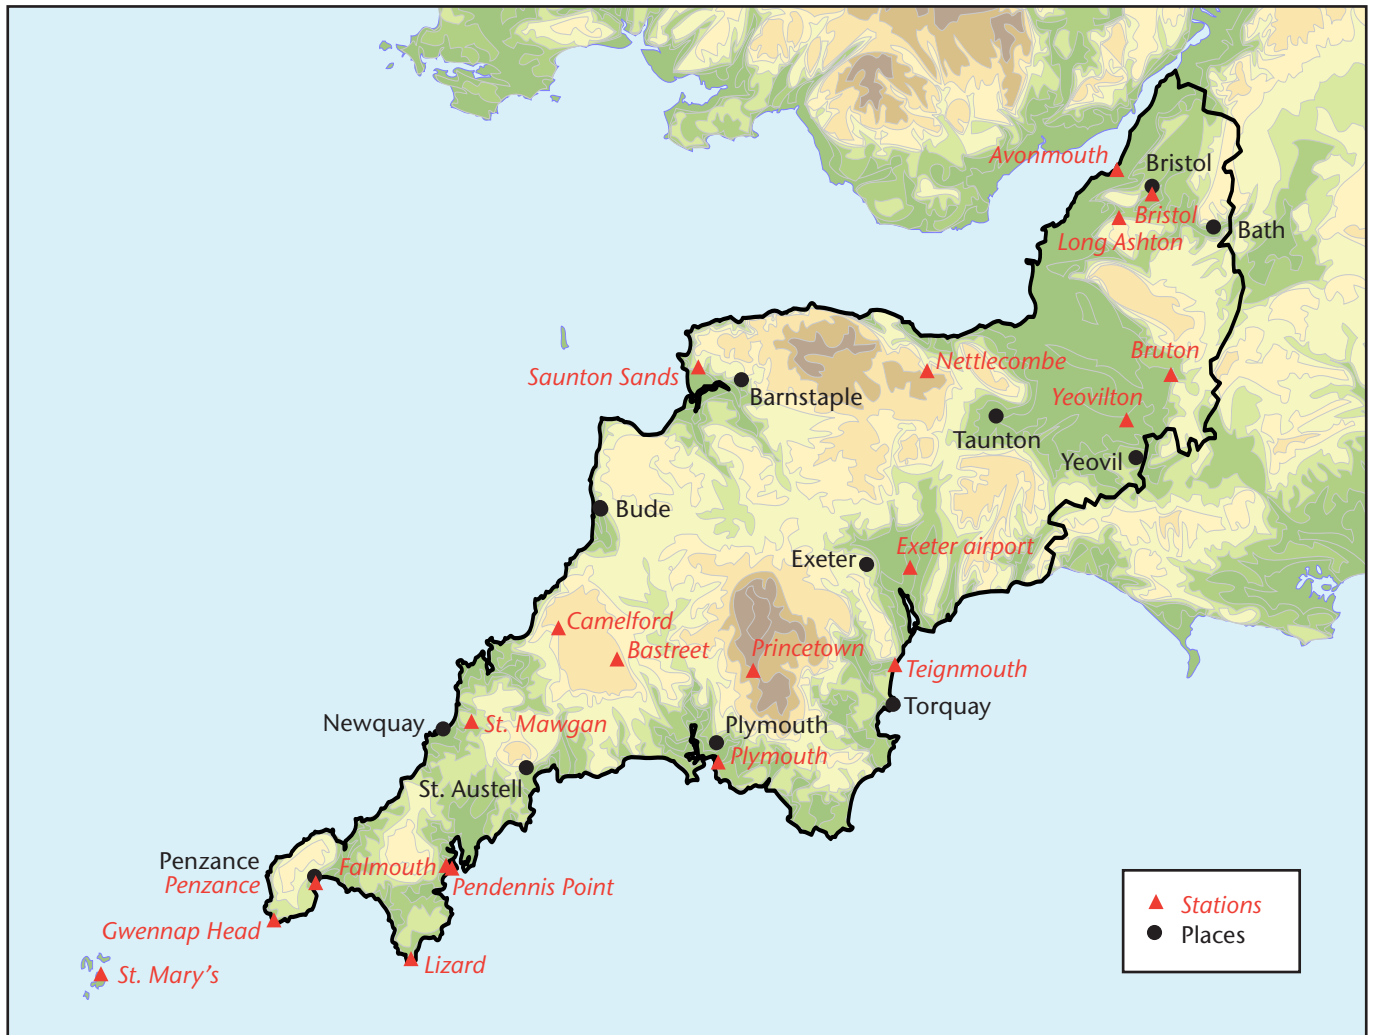 Avonmouth
Bristol
Bristol
Long Ashton
Bath
Bruton
Nettlecombe
Saunton Sands
Barnstaple
Yeovilton
Taunton
Yeovil
Bude
Exeter airport
Exeter
Camelford
Bastreet
Princetown
Teignmouth
Torquay
Newquay
St. Mawgan
Plymouth
Plymouth
St. Austell
Penzance
Penzance
Falmouth
Pendennis Point
Gwennap Head
Lizard
St. Mary's
Stations
Places